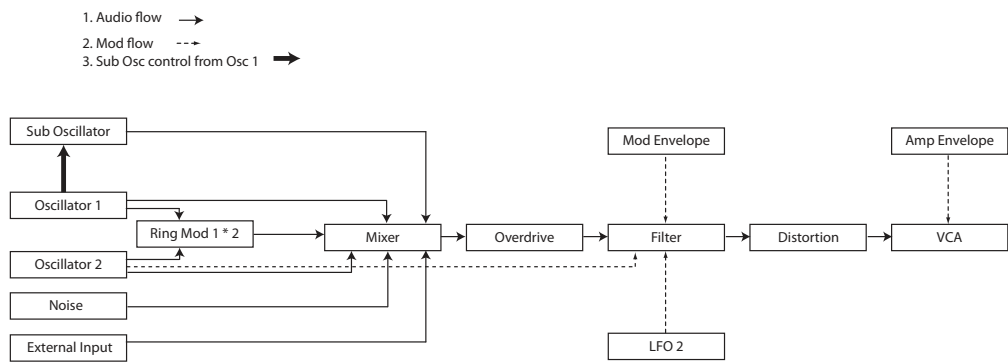 1. Audio flow
2. Mod flow
3. Sub Osc control from Osc 1
Sub Oscillator
Mod Envelope
Amp Envelope
Oscillator 1
Ring Mod 1 * 2
Mixer
Overdrive
Filter
Distortion
VCA
Oscillator 2
Noise
External Input
LFO 2